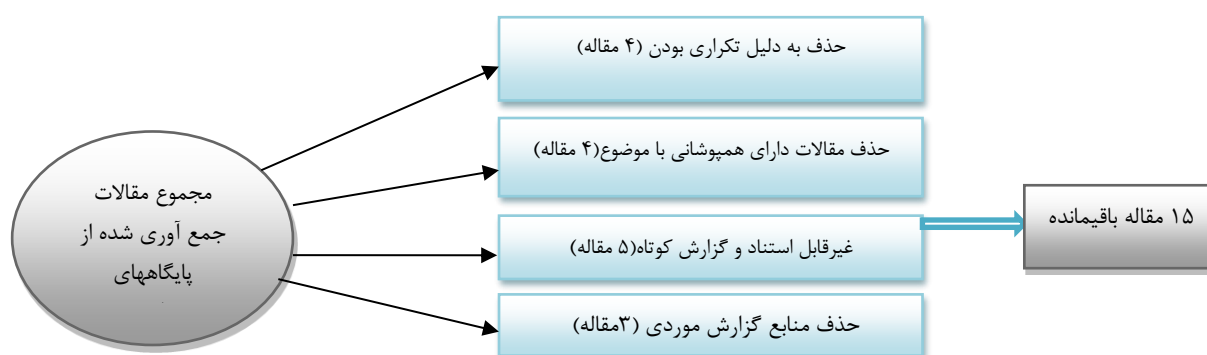 حذف به دلیل تکراری بودن (۴ مقاله)
حذف مقالات دارای همپوشانی با موضوع(۴ مقاله)
غیرقابل استناد و گزارش کوتاه(۵ مقاله)
حذف منابع گزارش موردی (۳مقاله)
مجموع مقالات
جمع آوری شده از
پایگاههای
۱۵ مقاله باقیمانده